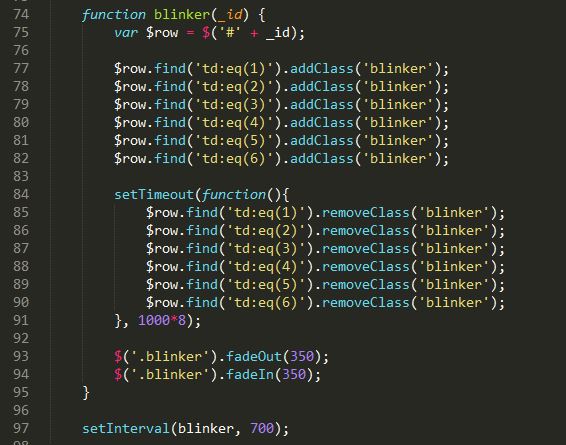 74 function blinker(_id) {
75 var $row = $('#' + _id);
76
77 $row.find('td:eq(1)').addClass('blinker');
78 $row.find('td:eq(2)').addClass('blinker');
79 $row.find('td:eq(3)').addClass('blinker');
80 $row.find('td:eq(4)').addClass('blinker');
81 $row.find('td:eq(5)').addClass('blinker');
82 $row.find('td:eq(6)').addClass('blinker');
83
84 setTimeout(function(){
85 $row.find('td:eq(1)').removeClass('blinker');
86 $row.find('td:eq(2)').removeClass('blinker');
87 $row.find('td:eq(3)').removeClass('blinker');
88 $row.find('td:eq(4)').removeClass('blinker');
89 $row.find('td:eq(5)').removeClass('blinker');
90 $row.find('td:eq(6)').removeClass('blinker');
91 }, 1000*8);
92
93 $('.blinker').fadeOut(350);
94 $('.blinker').fadeIn(350);
95 }
96
97 setInterval(blinker, 700);